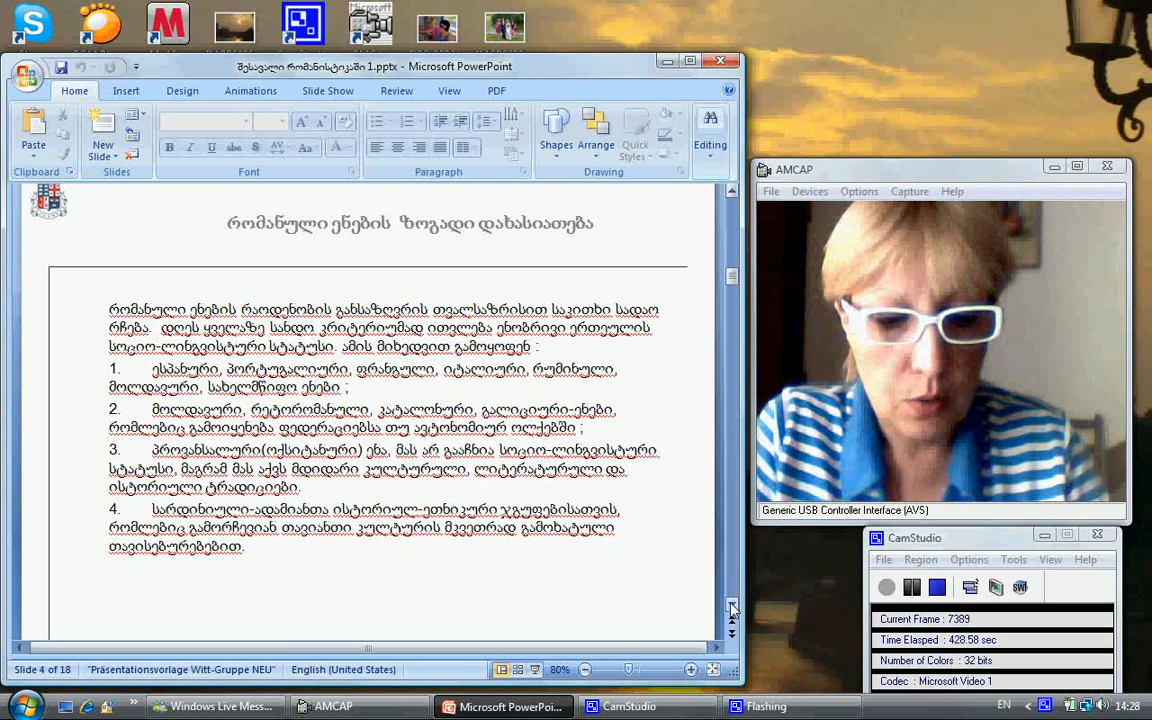 შესავალი რომანისტიკაში 1.pptx - Microsoft PowerPoint
Home Insert Design Animations Slide Show Review View PDF
Paste
New
Slide
Shapes Arrange Quick
Styles
Editing
Clipboard Slides Font Paragraph Drawing
რომანული ენების ზოგადი დახასიათება
რომანული ენების რაოდენობის განსაზღვრის თვალსაზრისით საკითხი სადაო
რჩება. დღეს ყველაზე სანდო კრიტერიუმად ითვლება ენობრივი ერთეულის
სოციო-ლინგვისტური სტატუსი. ამის მიხედვით გამოყოფენ :
1. ესპანური, პორტუგალიური, ფრანგული, იტალიური, რუმინული,
მოლდავური, სახელმწიფო ენები ;
2. მოლდავური, რეტორომანული, კატალონური, გალიციური-ენები,
რომლებიც გამოიყენება ფედერაციებსა თუ ავტონომიურ ოლქებში ;
3. პროვანსალური(ოქსიტანური) ენა, მას არ გააჩნია სოციო-ლინგვისტური
სტატუსი, მაგრამ მას აქვს მდიდარი კულტურული, ლიტერატურული და
ისტორიული ტრადიციები.
4. სარდინიული-ადამიანთა ისტორიულ-ეთნიკური ჯგუფებისათვის,
რომლებიც გამორჩევიან თავიანთი კულტურის მკვეთრად გამოხატული
თავისებურებებით.
Slide 4 of 18 "Präsentationsvorlage Witt-Gruppe NEU" English (United States) 80%
AMCAP
File Devices Options Capture Help
Generic USB Controller Interface (AVS)
CamStudio
File Region Options Tools View Help
Current Frame : 7389
Time Elasped : 428.58 sec
Number of Colors : 32 bits
Codec : Microsoft Video 1
Windows Live Mess... AMCAP Microsoft PowerPoi... CamStudio Flashing EN 14:28